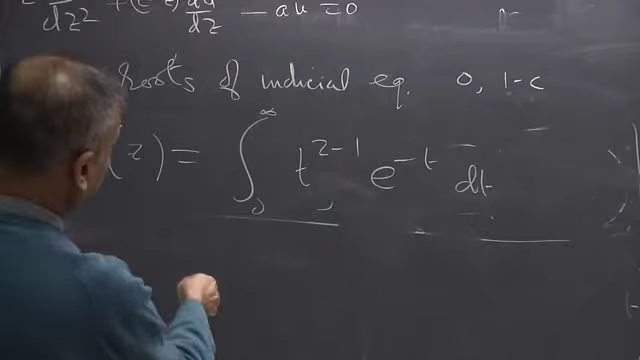 d²u/dz² + (c-z) du/dz - au = 0
Roots of indicial eq. 0, 1-c
(z) = ∫₀^∞ t^{z-1} e^{-t} dt